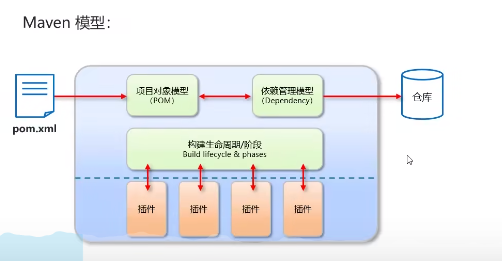 Maven 模型：
项目对象模型
（POM）
依赖管理模型
（Dependency）
仓库
pom.xml
构建生命周期/阶段
Build lifecycle & phases
插件
插件
插件
插件